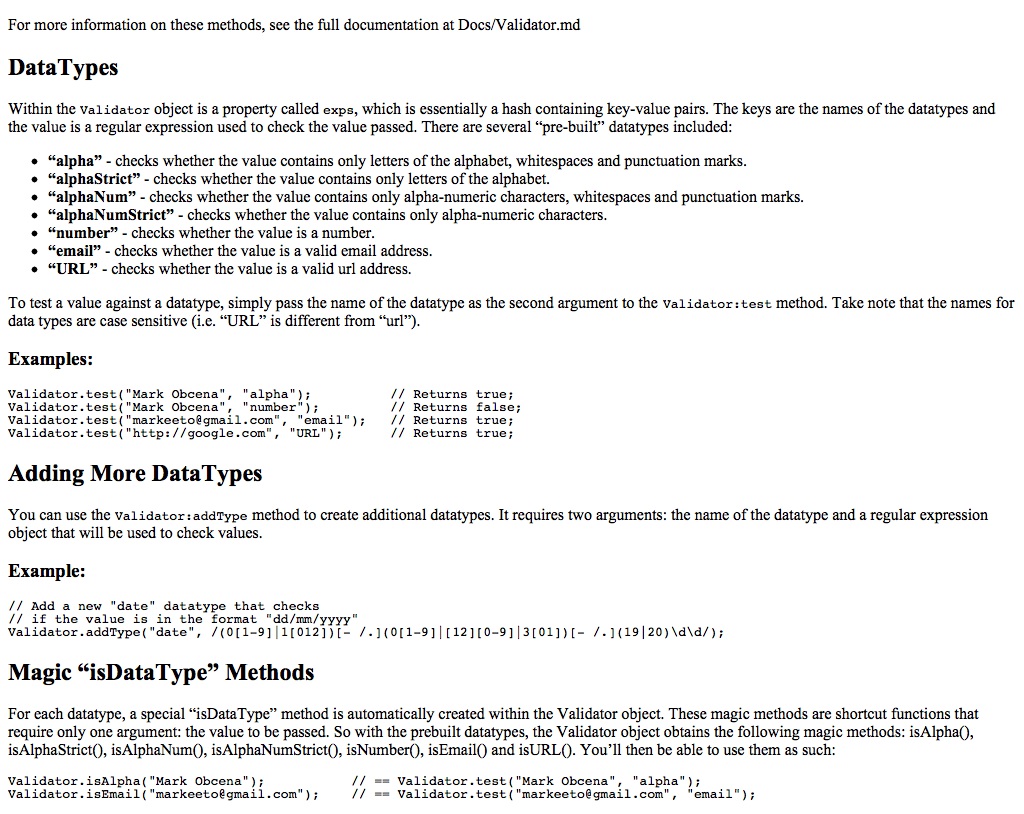 For more information on these methods, see the full documentation at Docs/Validator.md
DataTypes
Within the Validator object is a property called exps, which is essentially a hash containing key-value pairs. The keys are the names of the datatypes and
the value is a regular expression used to check the value passed. There are several “pre-built” datatypes included:
• “alpha” - checks whether the value contains only letters of the alphabet, whitespaces and punctuation marks.
• “alphaStrict” - checks whether the value contains only letters of the alphabet.
• “alphaNum” - checks whether the value contains only alpha-numeric characters, whitespaces and punctuation marks.
• “alphaNumStrict” - checks whether the value contains only alpha-numeric characters.
• “number” - checks whether the value is a number.
• “email” - checks whether the value is a valid email address.
• “URL” - checks whether the value is a valid url address.
To test a value against a datatype, simply pass the name of the datatype as the second argument to the Validator:test method. Take note that the names for
data types are case sensitive (i.e. “URL” is different from “url”).
Examples:
Validator.test("Mark Obcena", "alpha"); // Returns true;
Validator.test("Mark Obcena", "number"); // Returns false;
Validator.test("markeeto@gmail.com", "email"); // Returns true;
Validator.test("http://google.com", "URL"); // Returns true;
Adding More DataTypes
You can use the Validator:addType method to create additional datatypes. It requires two arguments: the name of the datatype and a regular expression
object that will be used to check values.
Example:
// Add a new "date" datatype that checks
// if the value is in the format "dd/mm/yyyy"
Validator.addType("date", /(0[1-9]|1[012])[- /.](0[1-9]|[12][0-9]|3[01])[- /.](19|20)\d\d/);
Magic “isDataType” Methods
For each datatype, a special “isDataType” method is automatically created within the Validator object. These magic methods are shortcut functions that
require only one argument: the value to be passed. So with the prebuilt datatypes, the Validator object obtains the following magic methods: isAlpha(),
isAlphaStrict(), isAlphaNum(), isAlphaNumStrict(), isNumber(), isEmail() and isURL(). You’ll then be able to use them as such:
Validator.isAlpha("Mark Obcena"); // == Validator.test("Mark Obcena", "alpha");
Validator.isEmail("markeeto@gmail.com"); // == Validator.test("markeeto@gmail.com", "email");